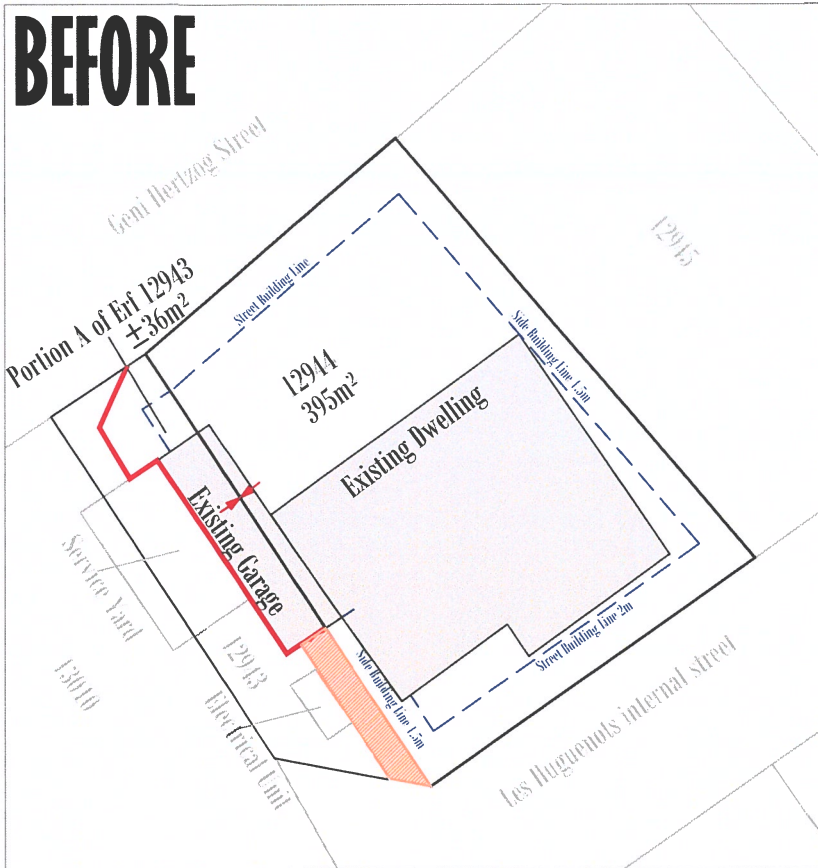 BEFORE
Genl Hertzog Street
Portion A of Erf 12943
±36m²
Street Building Line
12945
Side Building Line 1.5m
12944
395m²
Existing Dwelling
Existing Garage
Service Yard
13040
12943
Electrical Unit
Side Building Line 1.5m
Street Building Line 2m
Les Huguenots internal street